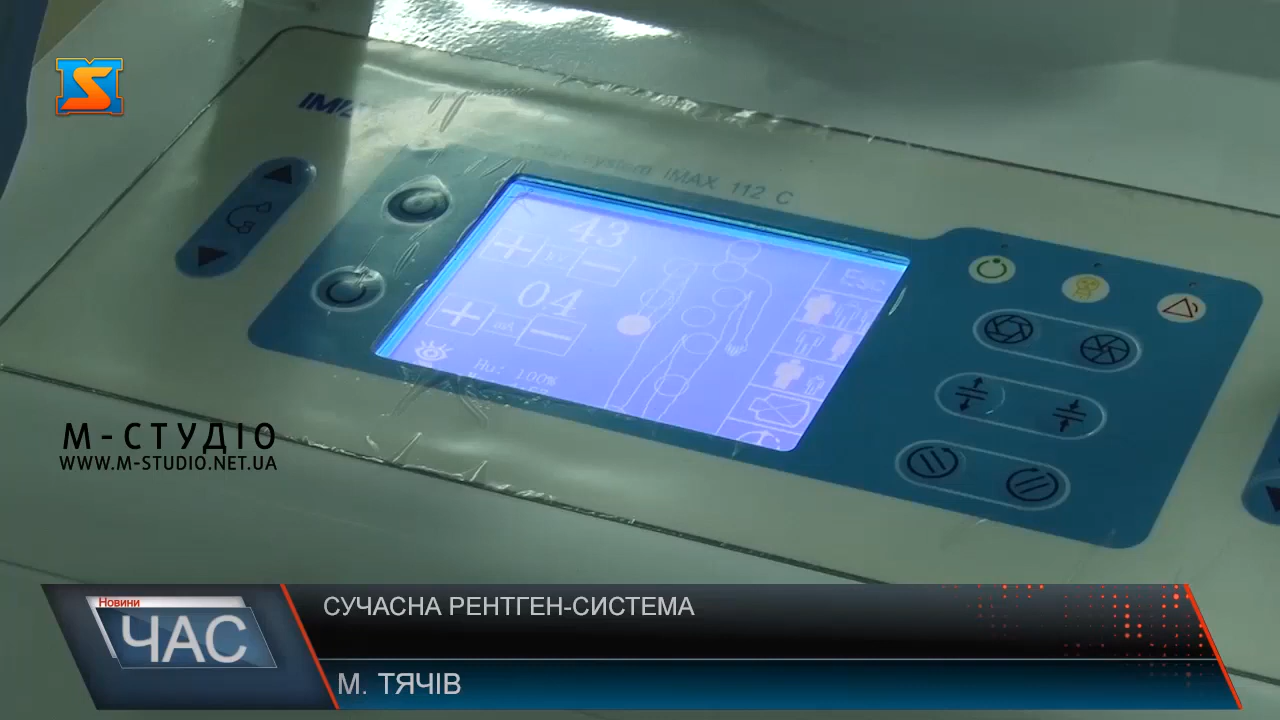 system IMAX 112 C
43
Esc
04
mA
Hu: 100%
М-СТУДІО
WWW.M-STUDIO.NET.UA
Новини
ЧАС
СУЧАСНА РЕНТГЕН-СИСТЕМА
М. ТЯЧІВ